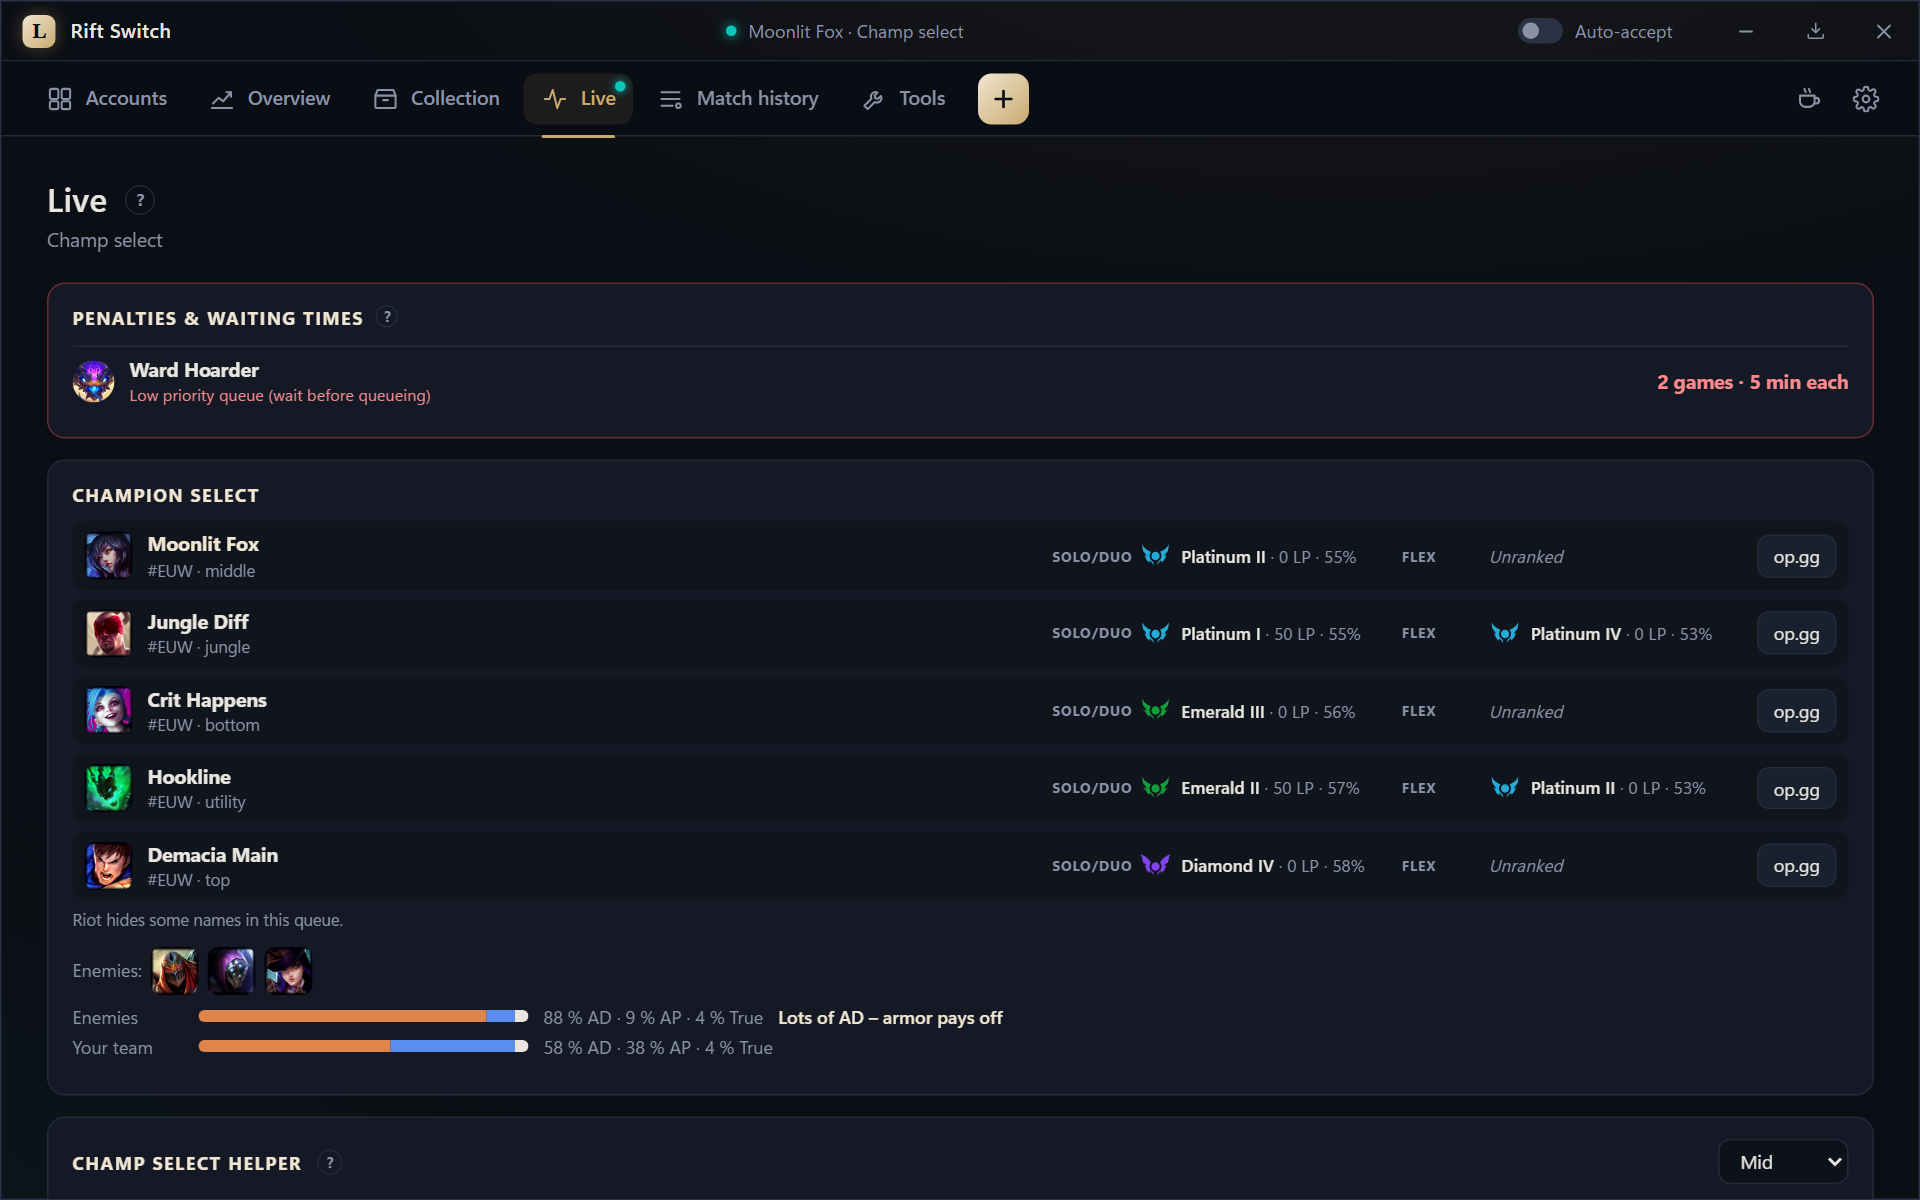 L Rift Switch
Moonlit Fox · Champ select
Auto-accept
Accounts
Overview
Collection
Live
Match history
Tools
+
Live ?
Champ select
PENALTIES & WAITING TIMES ?
Ward Hoarder
Low priority queue (wait before queueing)
2 games · 5 min each
CHAMPION SELECT
Moonlit Fox
#EUW · middle
SOLO/DUO Platinum II · 0 LP · 55% FLEX Unranked op.gg
Jungle Diff
#EUW · jungle
SOLO/DUO Platinum I · 50 LP · 55% FLEX Platinum IV · 0 LP · 53% op.gg
Crit Happens
#EUW · bottom
SOLO/DUO Emerald III · 0 LP · 56% FLEX Unranked op.gg
Hookline
#EUW · utility
SOLO/DUO Emerald II · 50 LP · 57% FLEX Platinum II · 0 LP · 53% op.gg
Demacia Main
#EUW · top
SOLO/DUO Diamond IV · 0 LP · 58% FLEX Unranked op.gg
Riot hides some names in this queue.
Enemies:
Enemies 88 % AD · 9 % AP · 4 % True Lots of AD – armor pays off
Your team 58 % AD · 38 % AP · 4 % True
CHAMP SELECT HELPER ?
Mid